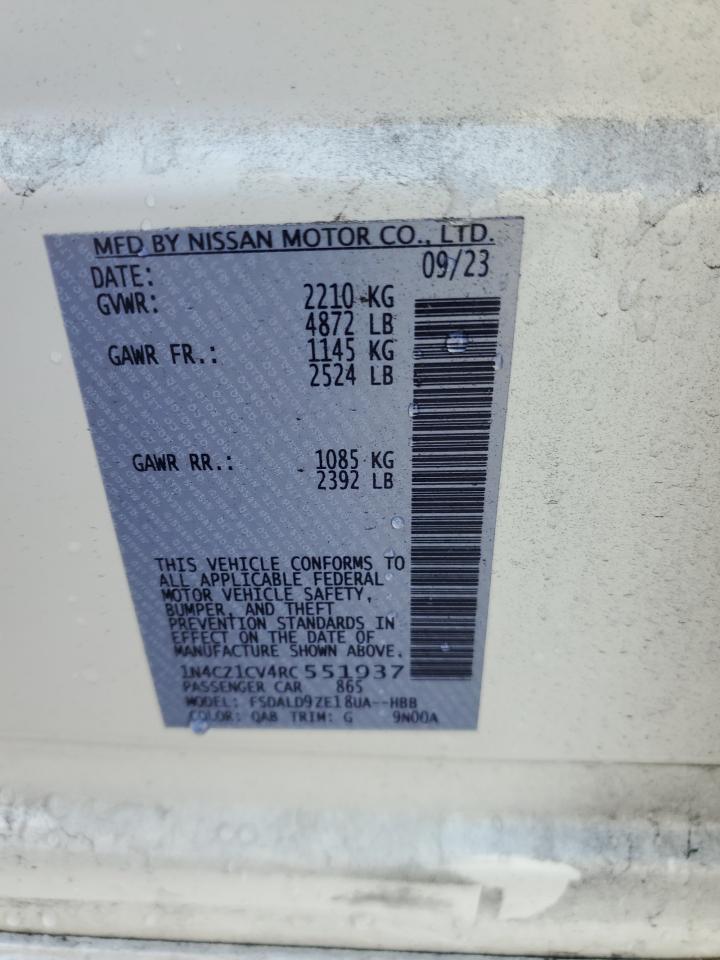 MFD BY NISSAN MOTOR CO., LTD.
DATE: 09/23
GVWR: 2210 KG
4872 LB
GAWR FR.: 1145 KG
2524 LB
GAWR RR.: 1085 KG
2392 LB
THIS VEHICLE CONFORMS TO
ALL APPLICABLE FEDERAL
MOTOR VEHICLE SAFETY,
BUMPER, AND THEFT
PREVENTION STANDARDS IN
EFFECT ON THE DATE OF
MANUFACTURE SHOWN ABOVE.
1N4CZ1CV4RC551937
PASSENGER CAR 865
MODEL: FSDALD9ZE18UA--HBB
COLOR: QAB TRIM: G 9N00A